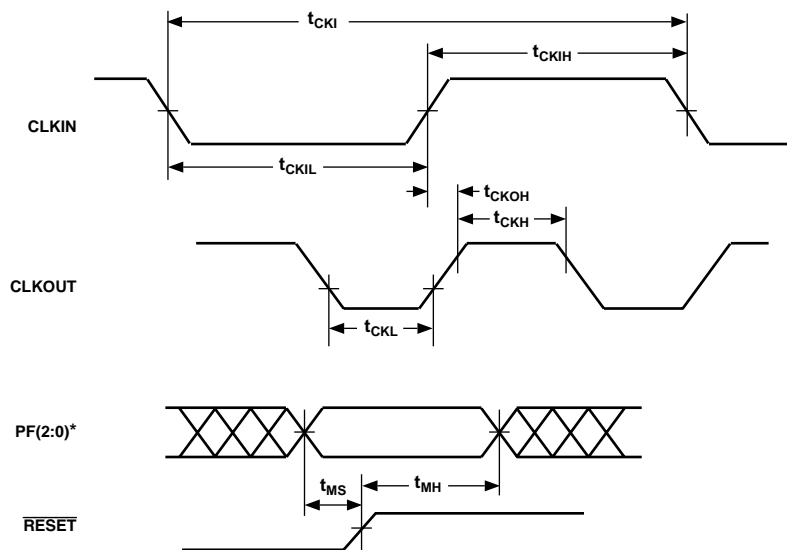 tCKI
tCKIH
CLKIN
tCKIL
tCKOH
tCKH
CLKOUT
tCKL
PF(2:0)*
tMS
tMH
RESET